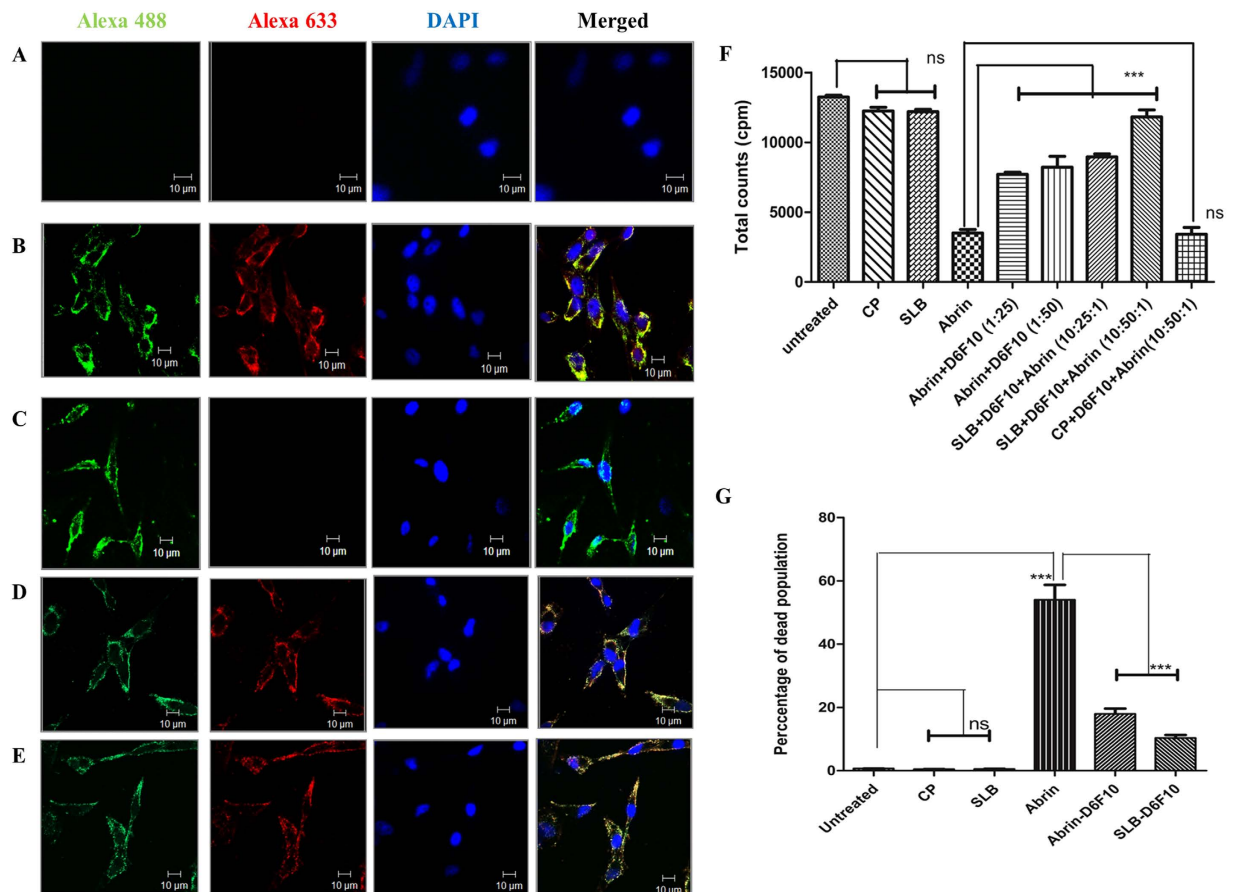 Alexa 488 Alexa 633 DAPI Merged
A
10 µm 10 µm 10 µm 10 µm
B
10 µm 10 µm 10 µm 10 µm
C
10 µm 10 µm 10 µm 10 µm
D
10 µm 10 µm 10 µm 10 µm
E
10 µm 10 µm 10 µm 10 µm
F
ns
***
ns
Total counts (cpm)
15000
10000
5000
0
untreated
CP
SLB
Abrin
Abrin+D6F10 (1:25)
Abrin+D6F10 (1:50)
SLB+D6F10+Abrin (10:25:1)
SLB+D6F10+Abrin (10:50:1)
CP+D6F10+Abrin(10:50:1)
G
Perccentage of dead population
80
60
40
20
0
***
***
ns
Untreated
CP
SLB
Abrin
Abrin-D6F10
SLB-D6F10